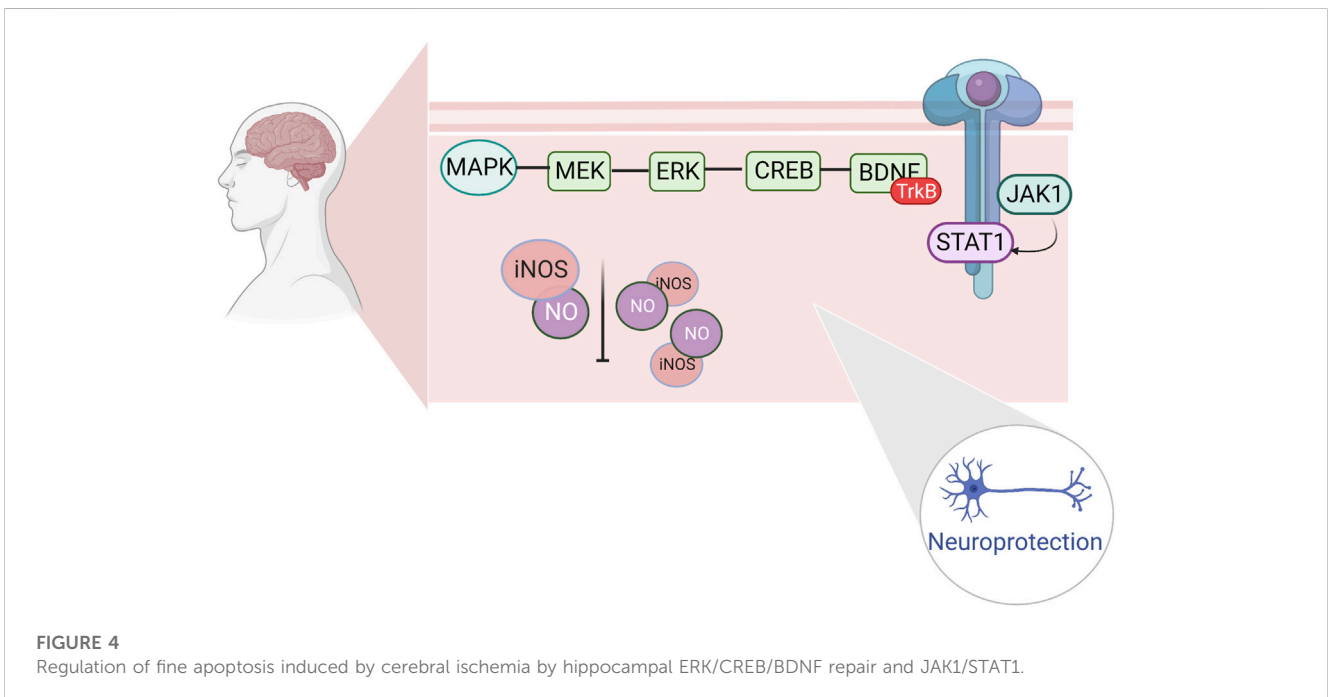 MAPK MEK ERK CREB BDNF
TrkB
JAK1
STAT1
iNOS
NO
iNOS
NO
NO
iNOS
Neuroprotection
FIGURE 4
Regulation of fine apoptosis induced by cerebral ischemia by hippocampal ERK/CREB/BDNF repair and JAK1/STAT1.